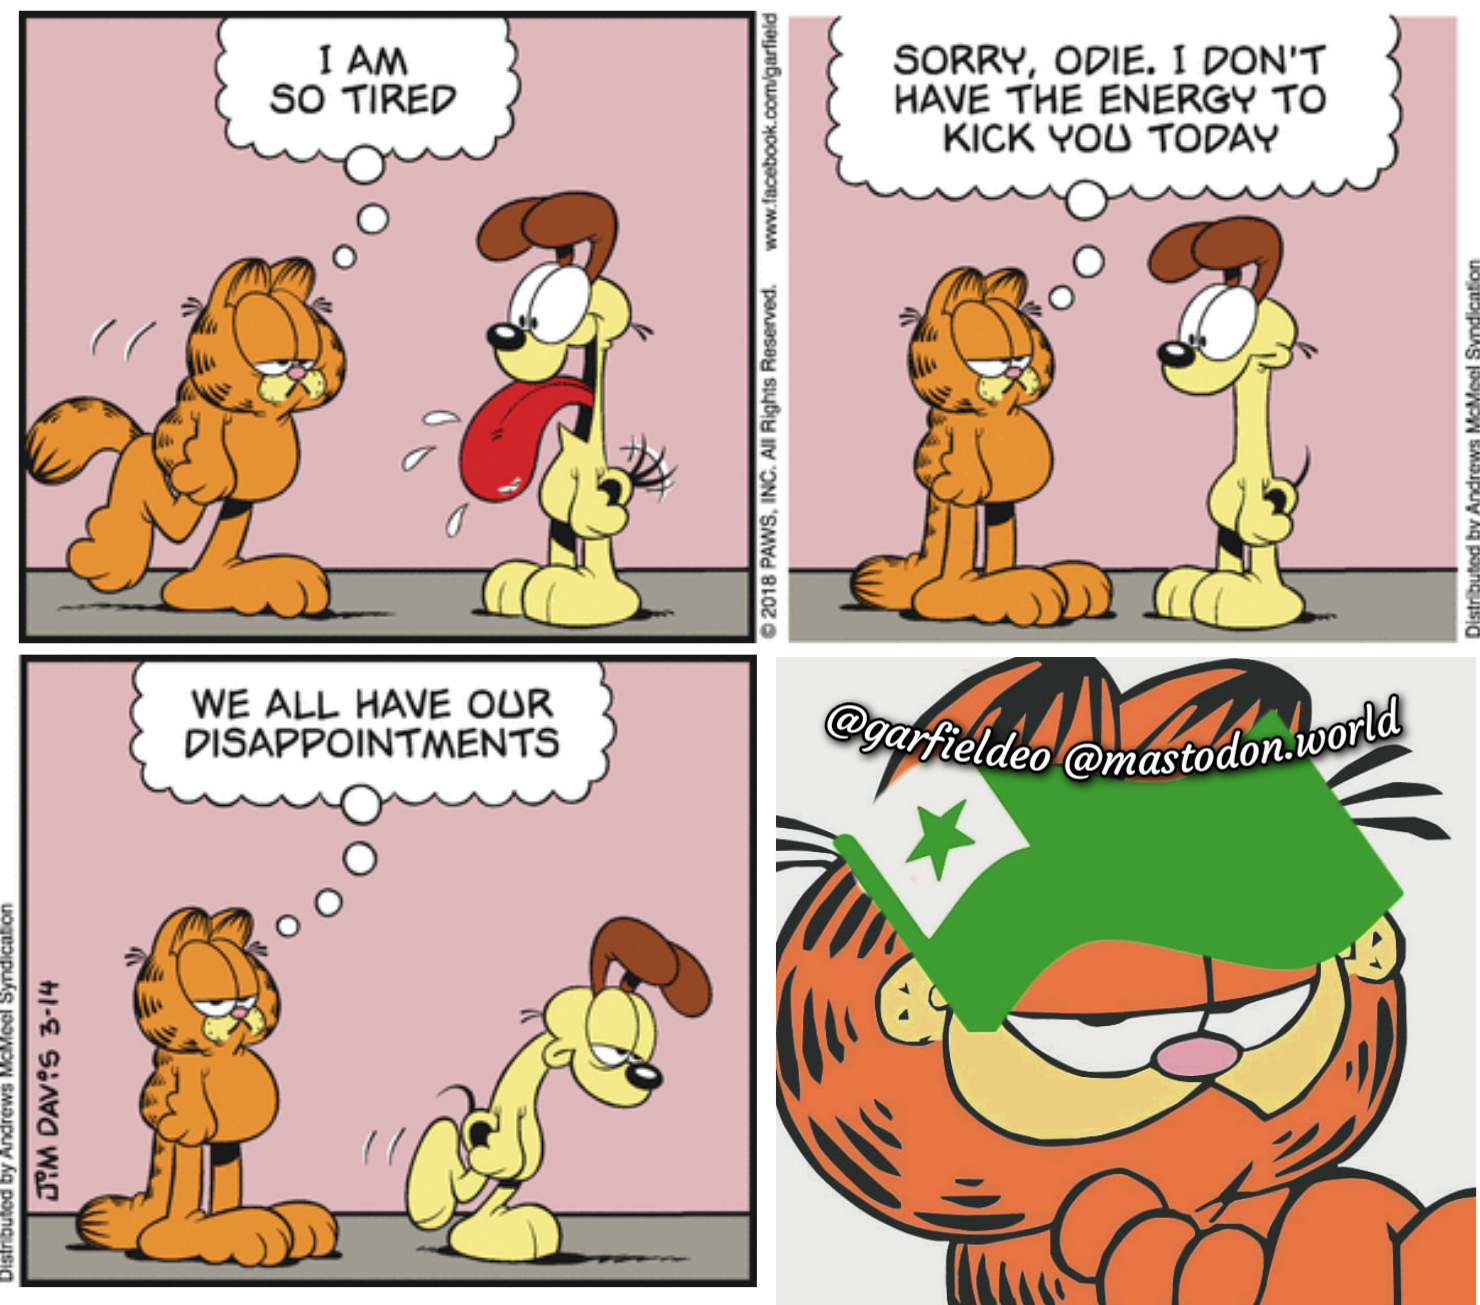 I AM
SO TIRED
© 2018 PAWS, INC. All Rights Reserved. www.facebook.com/garfield
SORRY, ODIE. I DON'T
HAVE THE ENERGY TO
KICK YOU TODAY
Distributed by Andrews McMeel Syndication
WE ALL HAVE OUR
DISAPPOINTMENTS
Distributed by Andrews McMeel Syndication
JIM DAVIS 3-14
@garfieldeo @mastodon.world